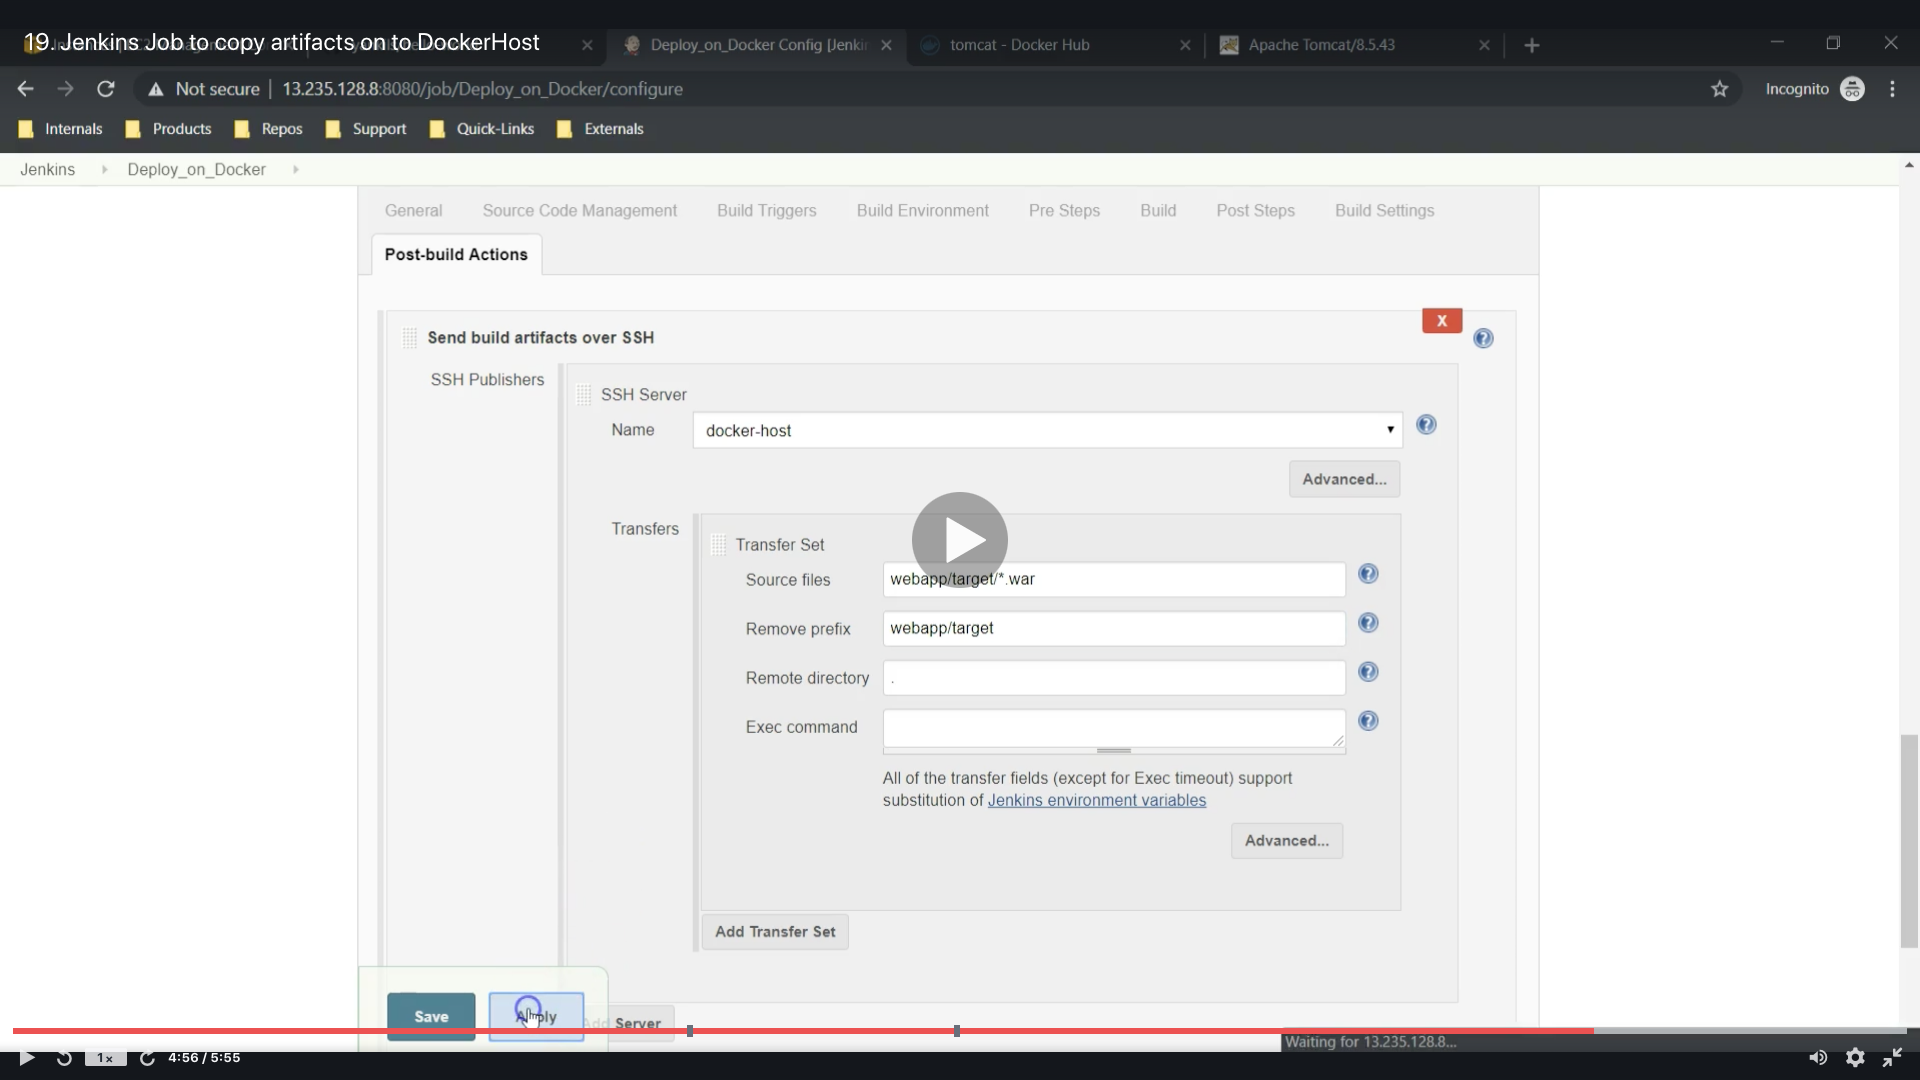 19. Jenkins Job to copy artifacts on to DockerHost
Deploy_on_Docker Config [Jenki
tomcat - Docker Hub
Apache Tomcat/8.5.43
Not secure
13.235.128.8:8080/job/Deploy_on_Docker/configure
Incognito
Internals
Products
Repos
Support
Quick-Links
Externals
Jenkins
Deploy_on_Docker
General
Source Code Management
Build Triggers
Build Environment
Pre Steps
Build
Post Steps
Build Settings
Post-build Actions
Send build artifacts over SSH
X
SSH Publishers
SSH Server
Name
docker-host
Advanced...
Transfers
Transfer Set
Source files
webapp/target/*.war
Remove prefix
webapp/target
Remote directory
.
Exec command
All of the transfer fields (except for Exec timeout) support
substitution of Jenkins environment variables
Advanced...
Add Transfer Set
Save
Apply
Add Server
Waiting for 13.235.128.8...
1x
4:56 / 5:55